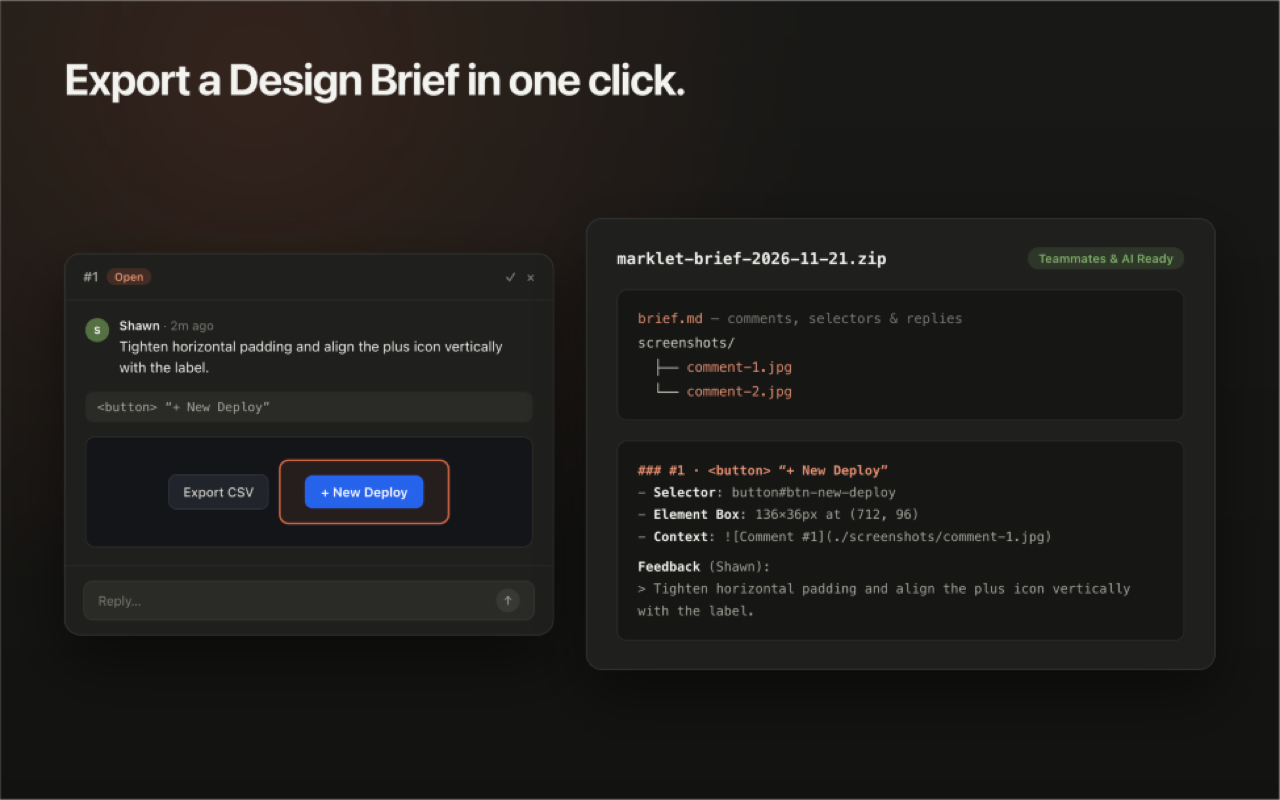 Export a Design Brief in one click.
#1 Open ✓ ×
S
Shawn · 2m ago
Tighten horizontal padding and align the plus icon vertically
with the label.
<button> “+ New Deploy”
Export CSV
+ New Deploy
Reply...
↑
marklet-brief-2026-11-21.zip
Teammates & AI Ready
brief.md — comments, selectors & replies
screenshots/
├── comment-1.jpg
└── comment-2.jpg
### #1 · <button> “+ New Deploy”
- Selector: button#btn-new-deploy
- Element Box: 136×36px at (712, 96)
- Context: ![Comment #1](./screenshots/comment-1.jpg)
Feedback (Shawn):
> Tighten horizontal padding and align the plus icon vertically
with the label.